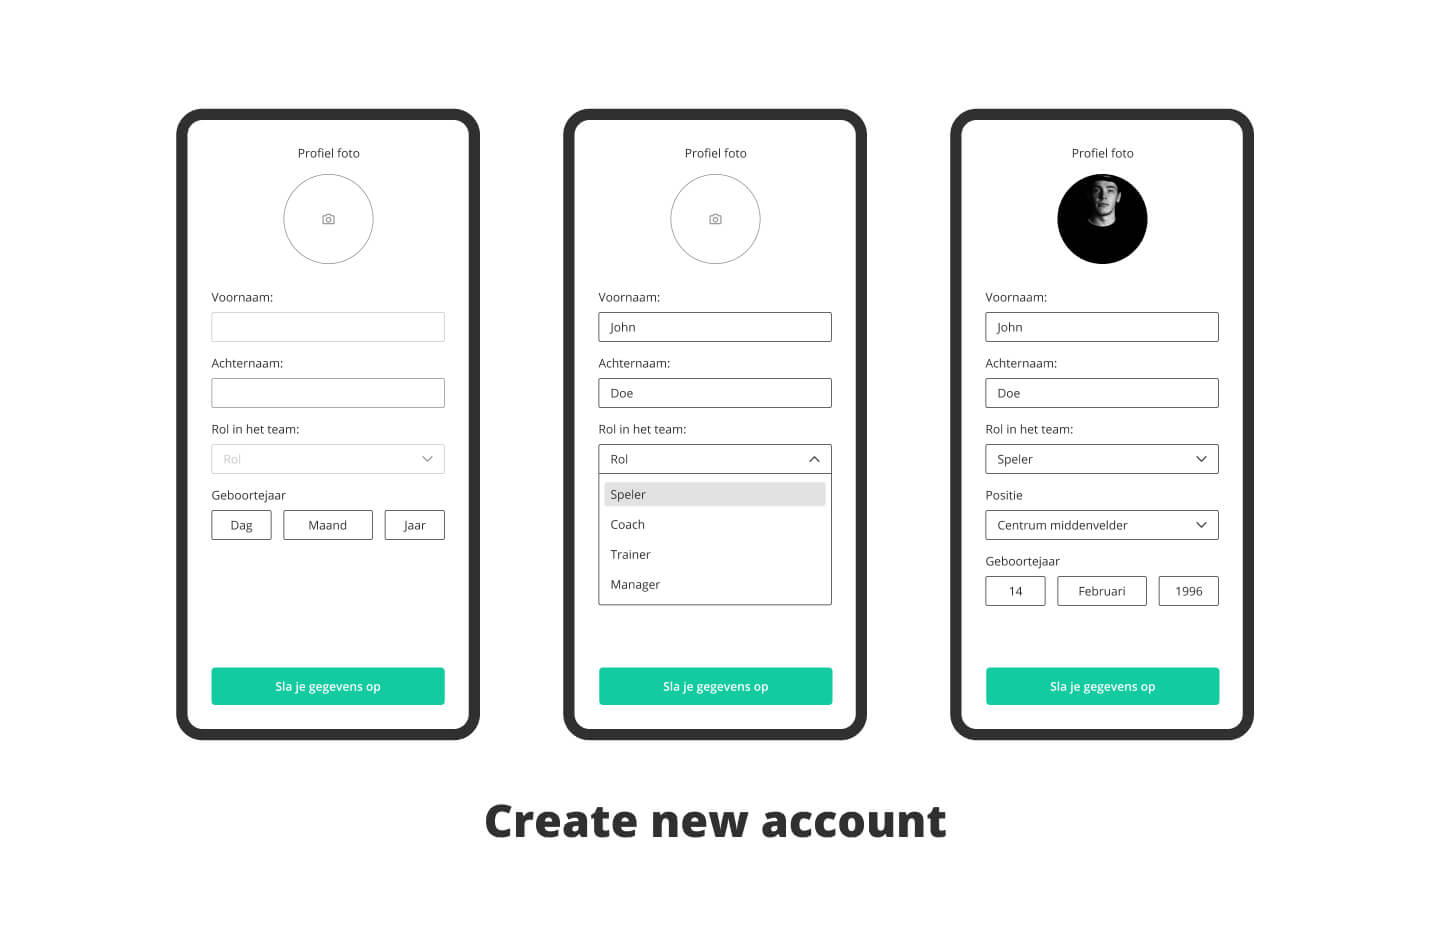 Profiel foto
Voornaam:
Achternaam:
Rol in het team:
Rol
Geboortejaar
Dag Maand Jaar
Sla je gegevens op
Profiel foto
Voornaam:
John
Achternaam:
Doe
Rol in het team:
Rol
Speler
Coach
Trainer
Manager
Sla je gegevens op
Profiel foto
Voornaam:
John
Achternaam:
Doe
Rol in het team:
Speler
Positie
Centrum middenvelder
Geboortejaar
14 Februari 1996
Sla je gegevens op
Create new account